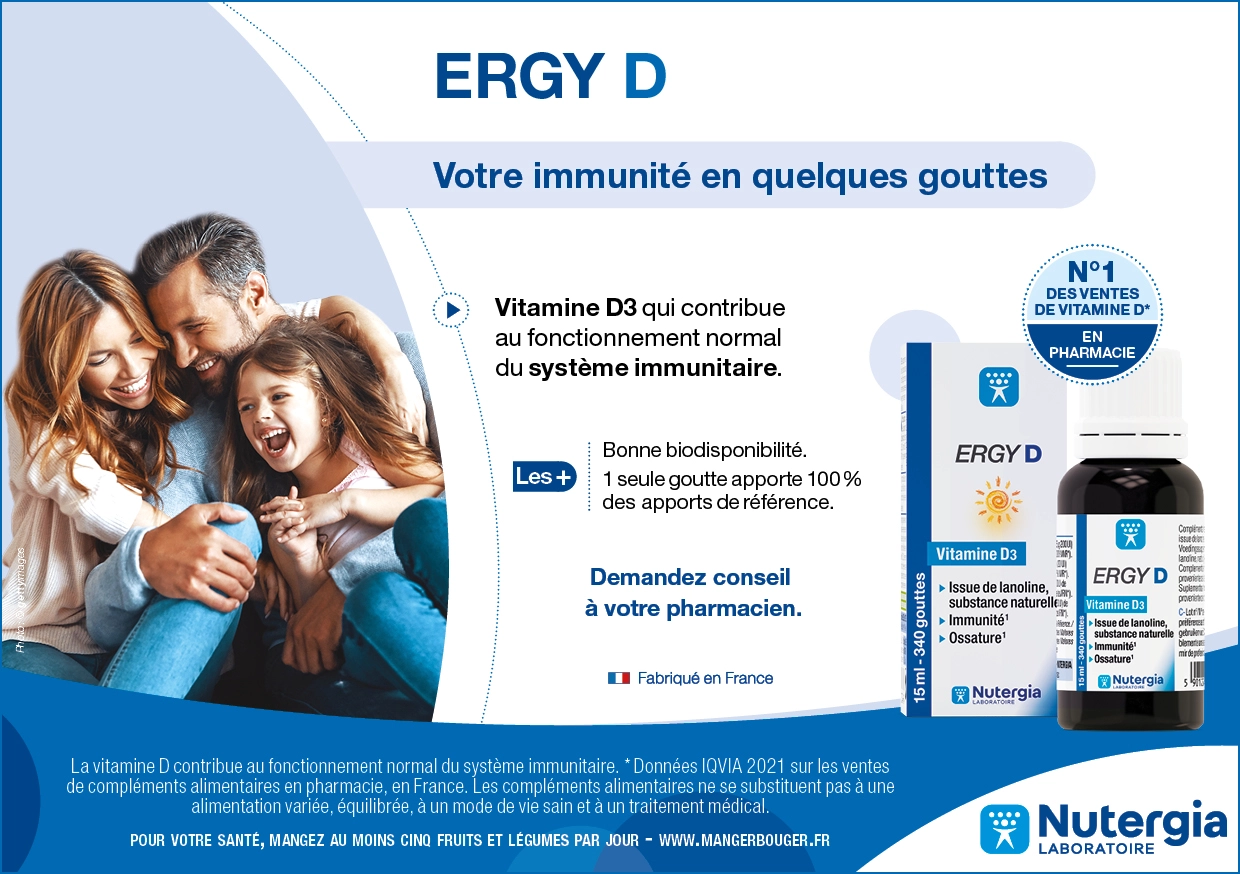 ERGY D
Votre immunité en quelques gouttes
Vitamine D3 qui contribue
au fonctionnement normal
du système immunitaire.
N°1
DES VENTES
DE VITAMINE D*
EN
PHARMACIE
Les +
Bonne biodisponibilité.
1 seule goutte apporte 100 %
des apports de référence.
Demandez conseil
à votre pharmacien.
Fabriqué en France
ERGY D
Vitamine D3
Issue de lanoline,
substance naturelle
Immunité¹
Ossature¹
15 ml - 340 gouttes
Nutergia
LABORATOIRE
ERGY D
Vitamine D3
Issue de lanoline,
substance naturelle
Immunité¹
Ossature¹
15 ml - 340 gouttes
Nutergia
LABORATOIRE
La vitamine D contribue au fonctionnement normal du système immunitaire. * Données IQVIA 2021 sur les ventes
de compléments alimentaires en pharmacie, en France. Les compléments alimentaires ne se substituent pas à une
alimentation variée, équilibrée, à un mode de vie sain et à un traitement médical.
POUR VOTRE SANTÉ, MANGEZ AU MOINS CINQ FRUITS ET LÉGUMES PAR JOUR – WWW.MANGERBOUGER.FR
Nutergia
LABORATOIRE